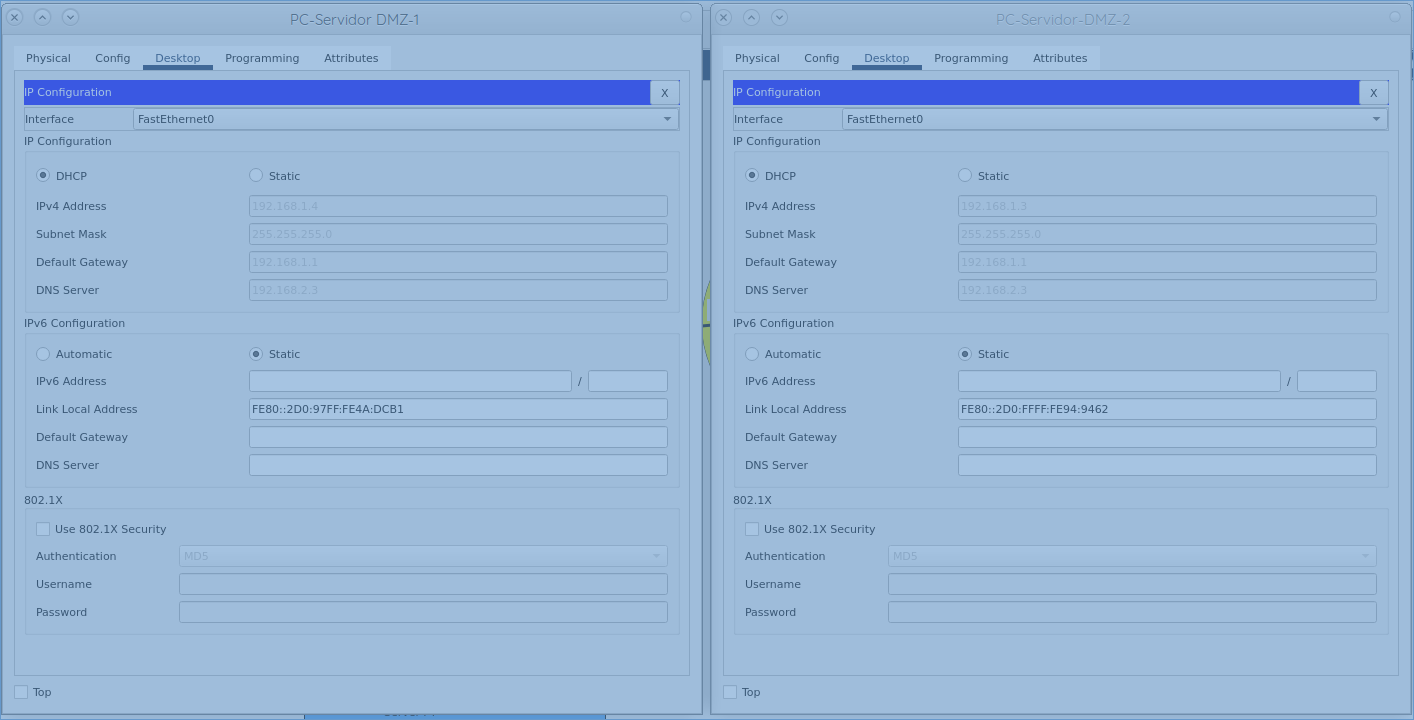 PC-Servidor DMZ-1
Physical Config Desktop Programming Attributes
IP Configuration X
Interface FastEthernet0
IP Configuration
DHCP Static
IPv4 Address 192.168.1.4
Subnet Mask 255.255.255.0
Default Gateway 192.168.1.1
DNS Server 192.168.2.3
IPv6 Configuration
Automatic Static
IPv6 Address /
Link Local Address FE80::2D0:97FF:FE4A:DCB1
Default Gateway
DNS Server
802.1X
Use 802.1X Security
Authentication MD5
Username
Password
Top
PC-Servidor-DMZ-2
Physical Config Desktop Programming Attributes
IP Configuration X
Interface FastEthernet0
IP Configuration
DHCP Static
IPv4 Address 192.168.1.3
Subnet Mask 255.255.255.0
Default Gateway 192.168.1.1
DNS Server 192.168.2.3
IPv6 Configuration
Automatic Static
IPv6 Address /
Link Local Address FE80::2D0:FFFF:FE94:9462
Default Gateway
DNS Server
802.1X
Use 802.1X Security
Authentication MD5
Username
Password
Top